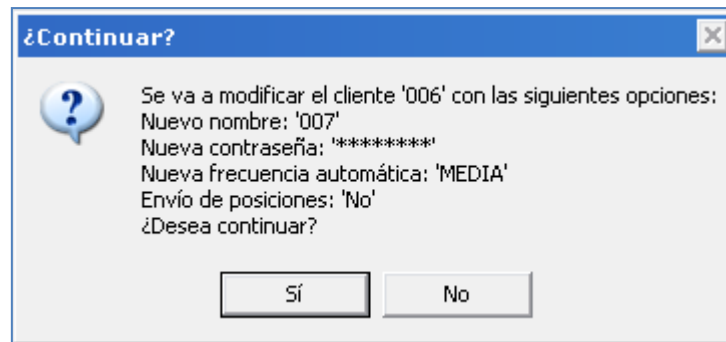 ¿Continuar?
Se va a modificar el cliente '006' con las siguientes opciones:
Nuevo nombre: '007'
Nueva contraseña: '********'
Nueva frecuencia automática: 'MEDIA'
Envío de posiciones: 'No'
¿Desea continuar?
Sí No